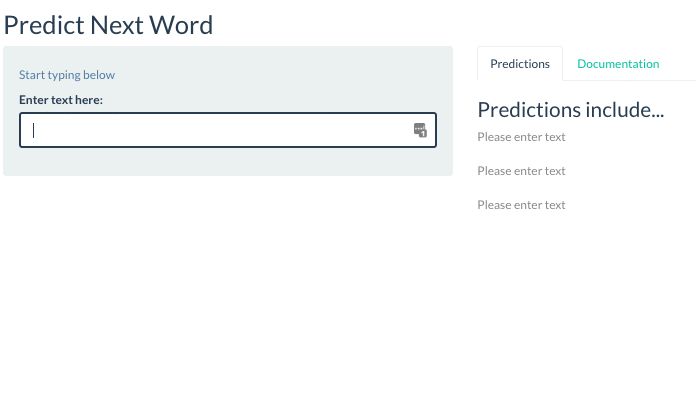 Predict Next Word
Start typing below
Enter text here:
Predictions
Documentation
Predictions include...
Please enter text
Please enter text
Please enter text